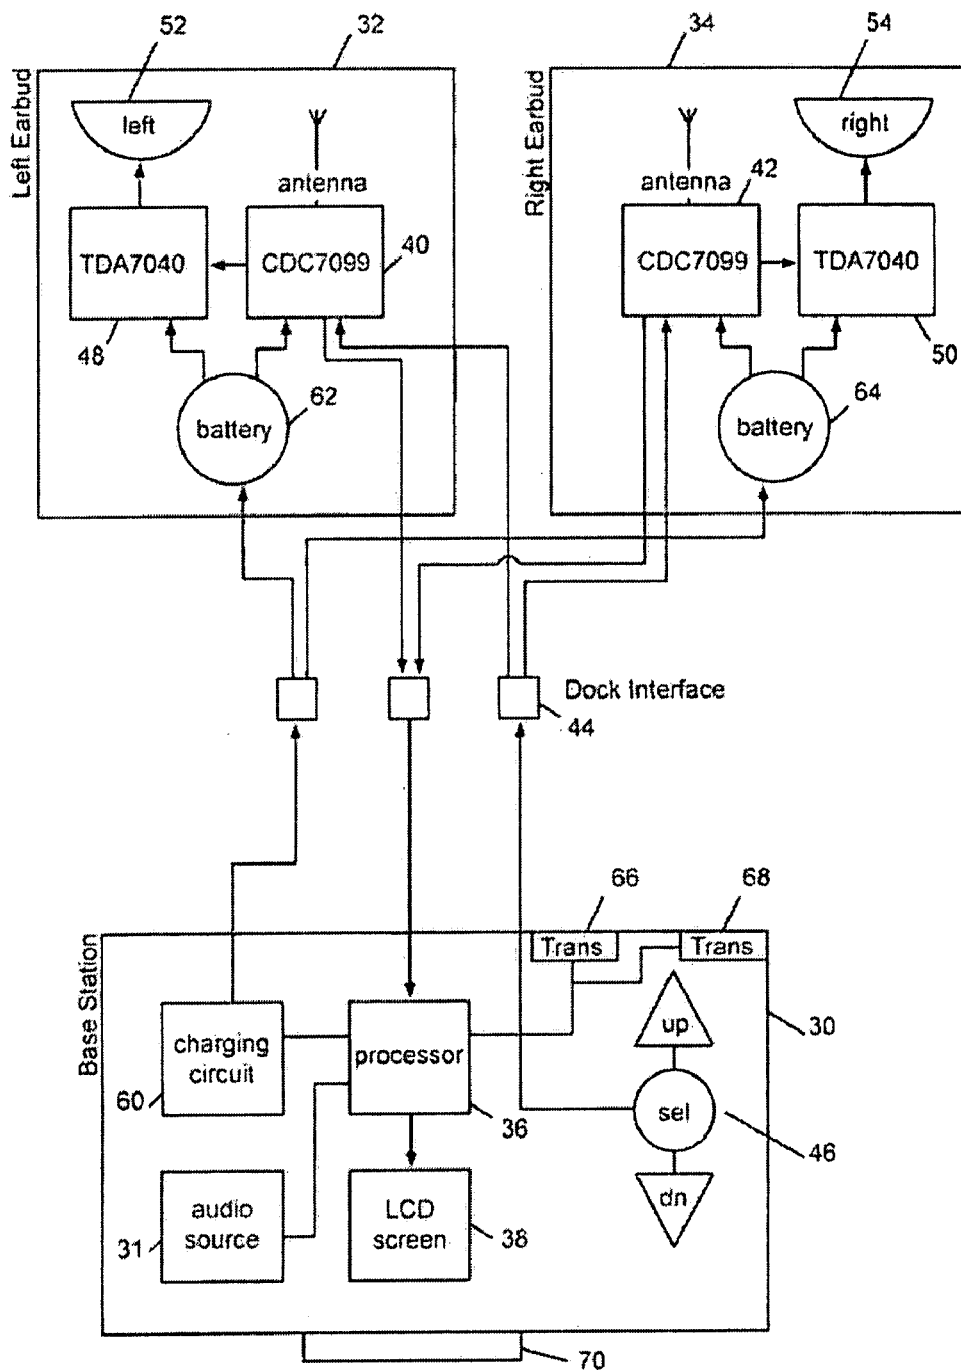 52
32
34
54
Left Earbud
left
antenna
TDA7040
CDC7099
40
48
62
battery
Right Earbud
right
antenna
42
CDC7099
TDA7040
50
64
battery
Dock Interface
44
66
68
Base Station
Trans
Trans
30
up
charging
circuit
processor
sel
60
36
46
audio
source
LCD
screen
dn
31
38
70